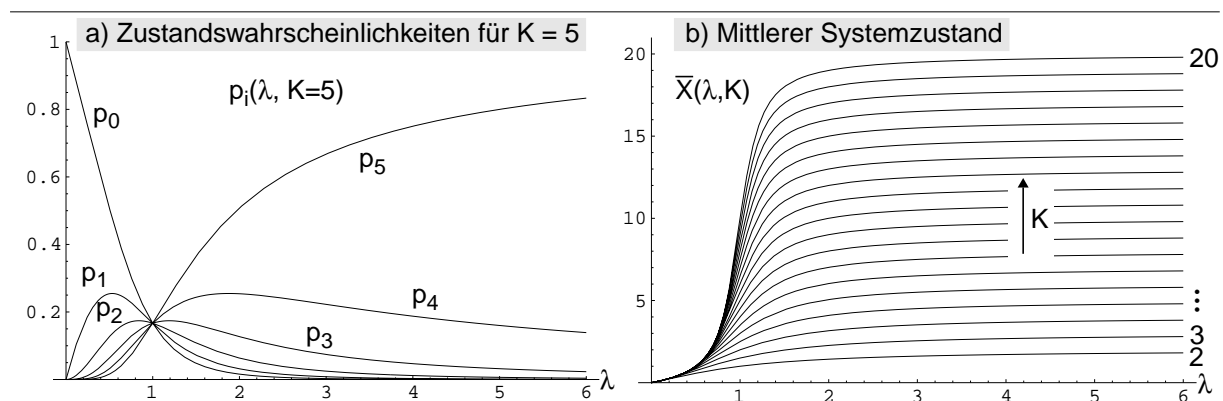 a) Zustandswahrscheinlichkeiten für K = 5
1
0.8
0.6
0.4
0.2
p0
pi(λ, K=5)
p5
p1
p2
p4
p3
1 2 3 4 5 6 λ
b) Mittlerer Systemzustand
20
15
10
5
X̅(λ,K)
20
K
⋮
3
2
1 2 3 4 5 6 λ